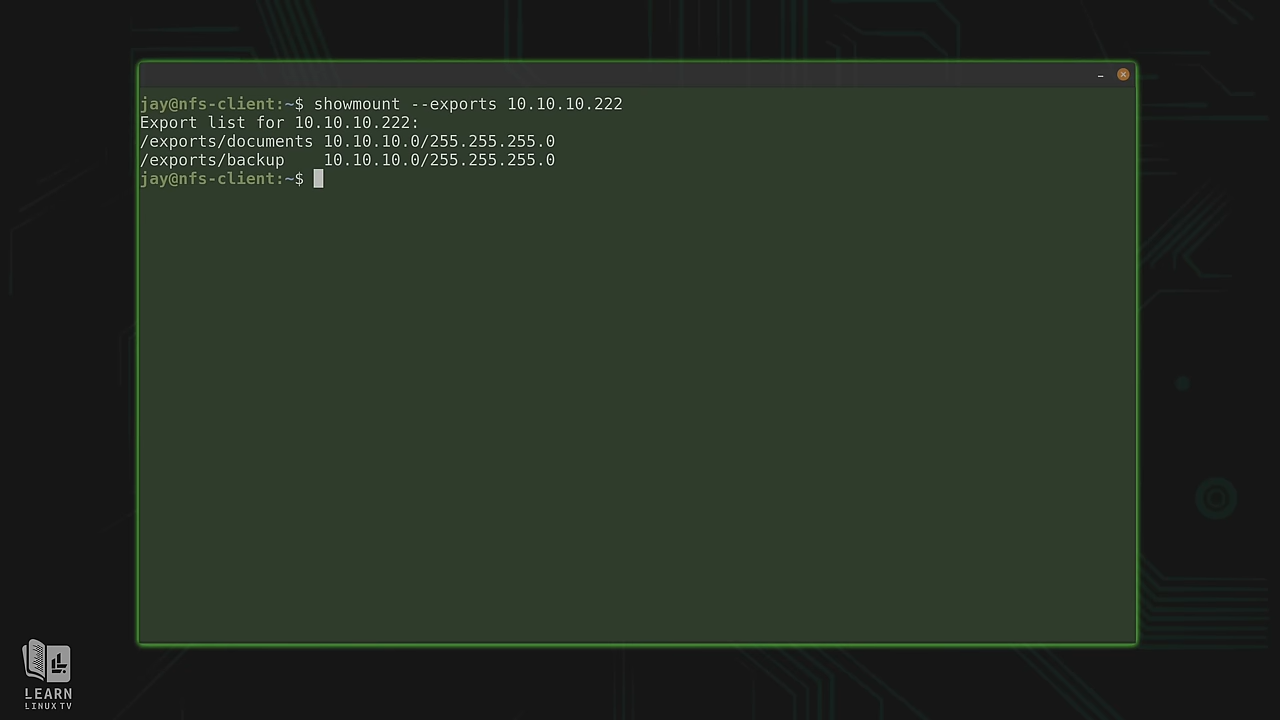 jay@nfs-client:~$ showmount --exports 10.10.10.222
Export list for 10.10.10.222:
/exports/documents 10.10.10.0/255.255.255.0
/exports/backup    10.10.10.0/255.255.255.0
jay@nfs-client:~$
LEARN
LINUX TV